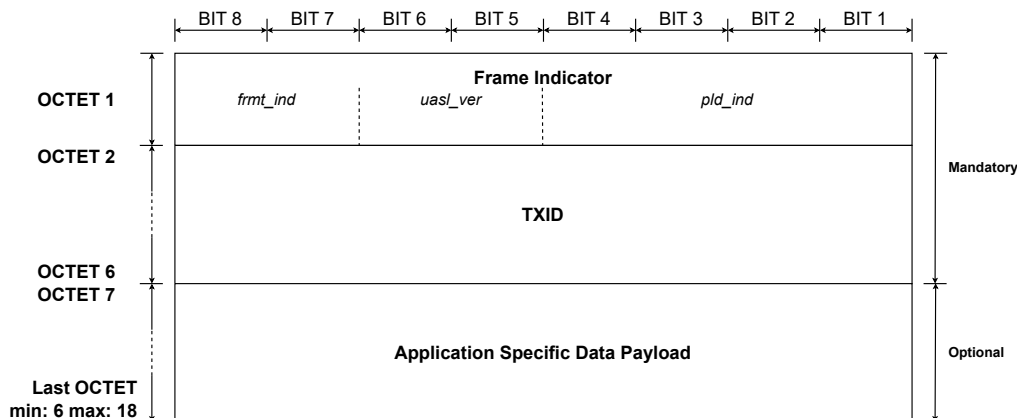 BIT 8 BIT 7 BIT 6 BIT 5 BIT 4 BIT 3 BIT 2 BIT 1
Frame Indicator
OCTET 1 frmt_ind uasl_ver pld_ind
OCTET 2
Mandatory
TXID
OCTET 6
OCTET 7
Application Specific Data Payload Optional
Last OCTET
min: 6 max: 18